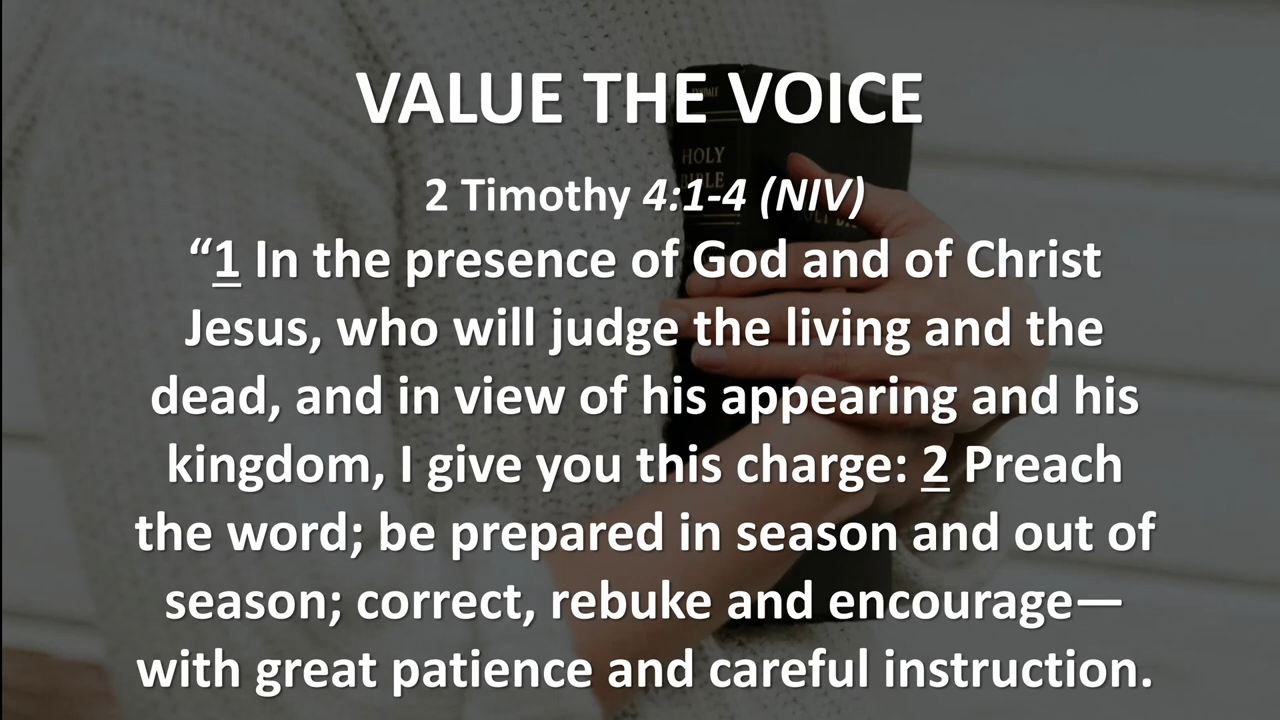 VALUE THE VOICE
2 Timothy 4:1-4 (NIV)
“1 In the presence of God and of Christ
Jesus, who will judge the living and the
dead, and in view of his appearing and his
kingdom, I give you this charge: 2 Preach
the word; be prepared in season and out of
season; correct, rebuke and encourage—
with great patience and careful instruction.
HOLY
BIBLE